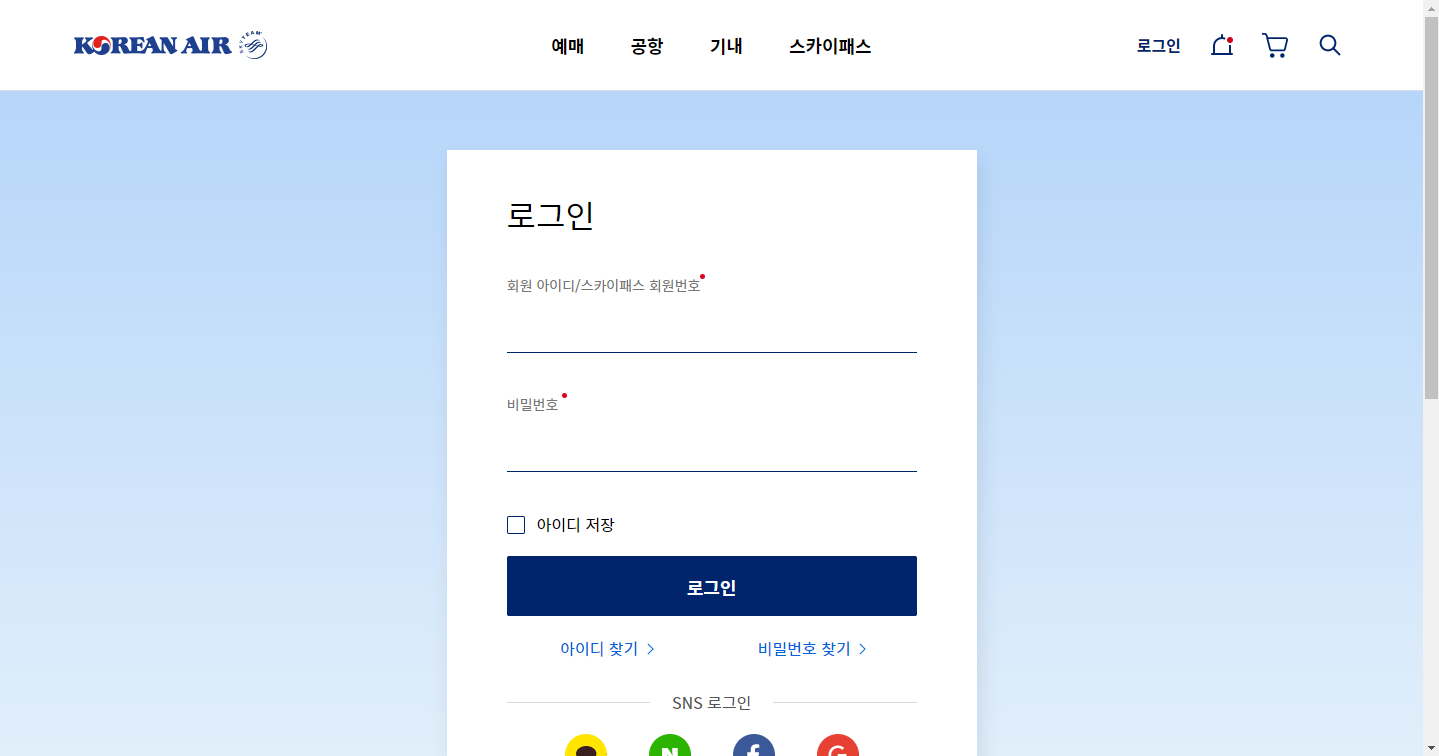 KOREAN AIR
SKYTEAM
예매
공항
기내
스카이패스
로그인
로그인
회원 아이디/스카이패스 회원번호
비밀번호
아이디 저장
로그인
아이디 찾기
비밀번호 찾기
SNS 로그인
N
f
G